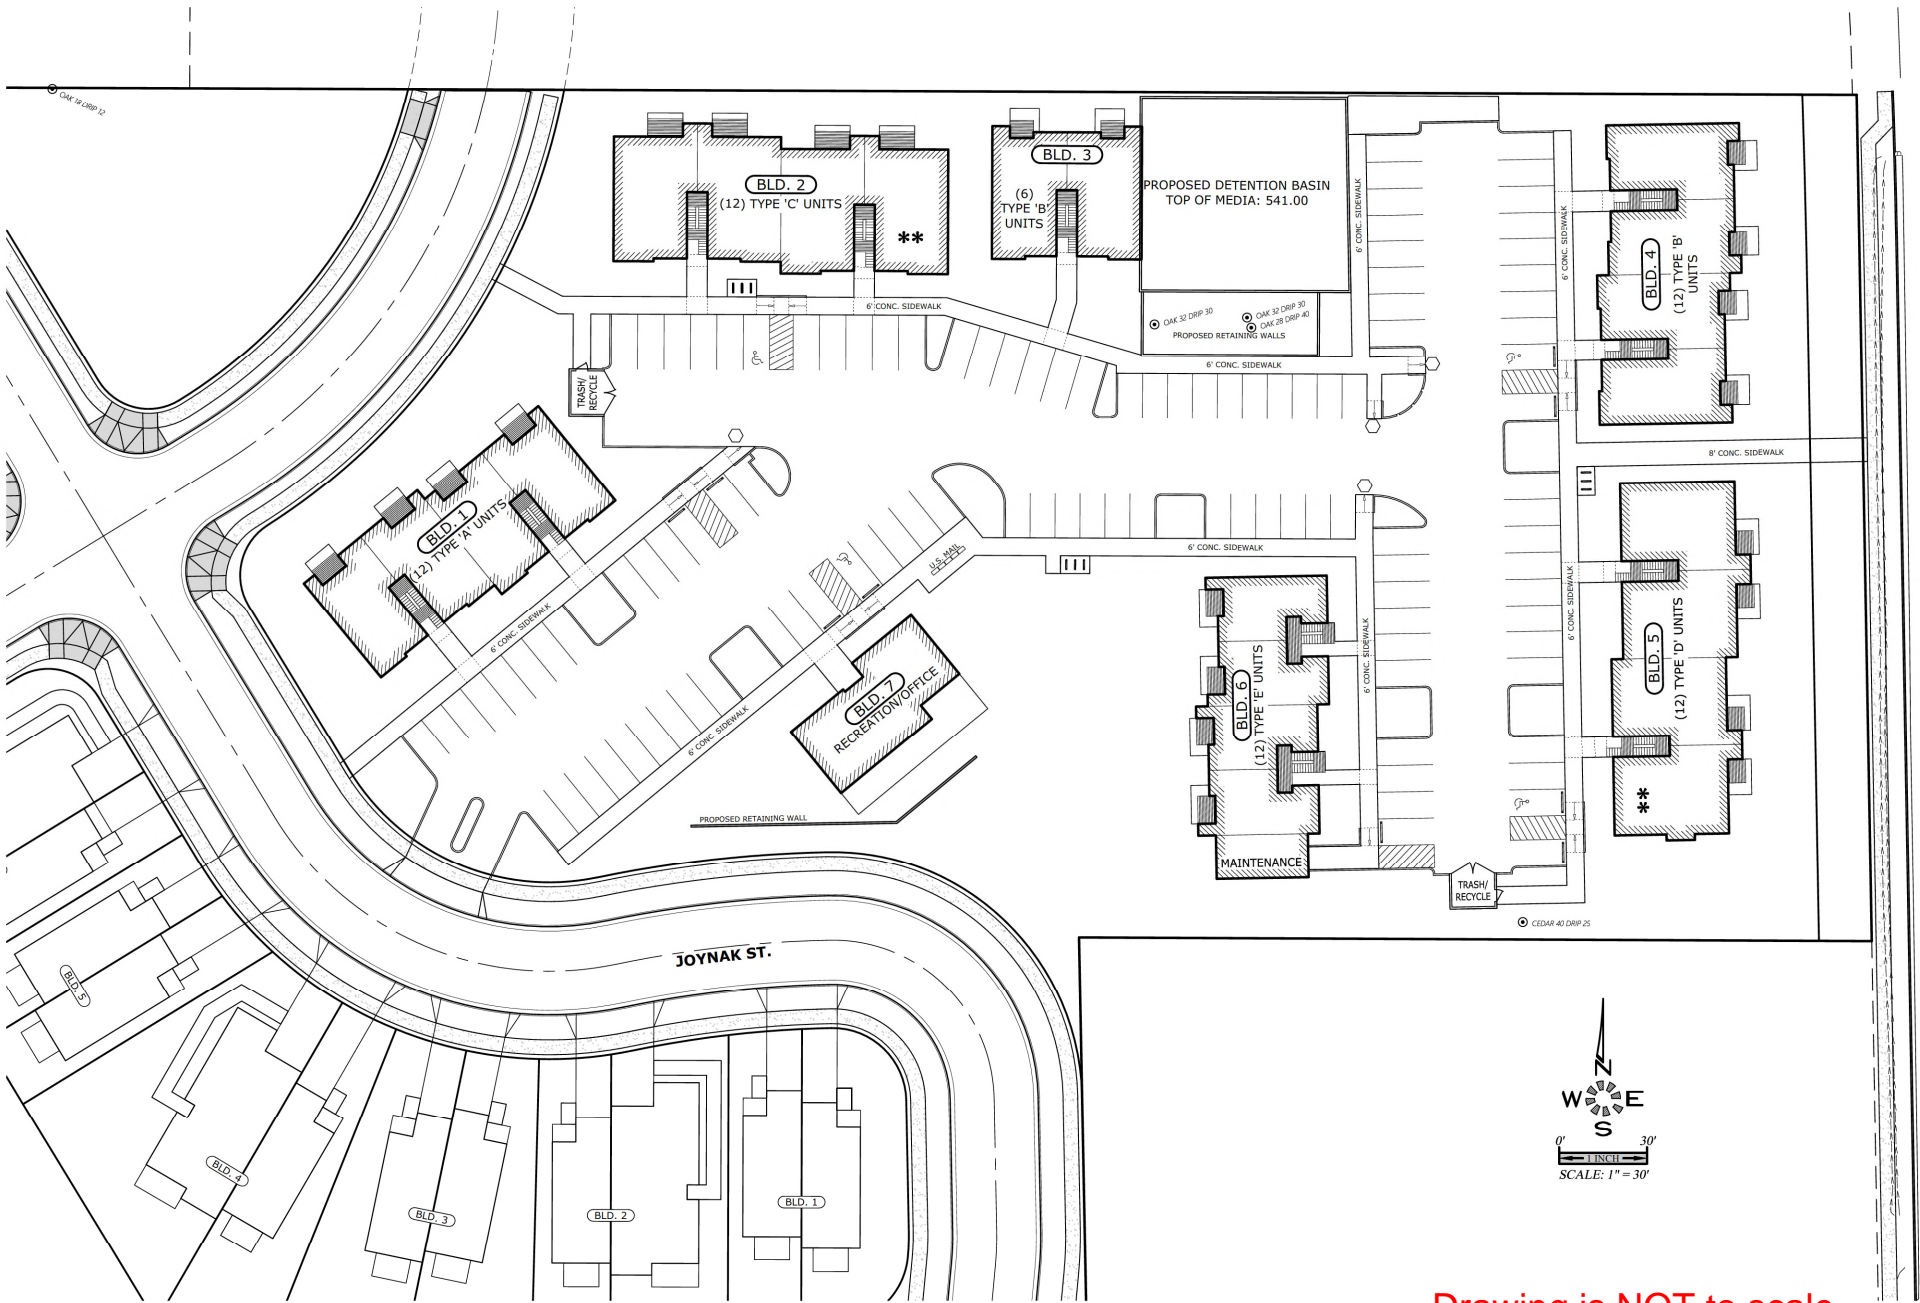 OAK 18 DRIP 12
BLD. 2
(12) TYPE 'C' UNITS
**
BLD. 3
(6)
TYPE 'B'
UNITS
PROPOSED DETENTION BASIN
TOP OF MEDIA: 541.00
6' CONC. SIDEWALK
6' CONC. SIDEWALK
BLD. 4
(12) TYPE 'B'
UNITS
6' CONC. SIDEWALK
OAK 32 DRIP 30
OAK 32 DRIP 30
OAK 28 DRIP 40
PROPOSED RETAINING WALLS
6' CONC. SIDEWALK
TRASH/
RECYCLE
8' CONC. SIDEWALK
BLD. 1
(12) TYPE 'A' UNITS
6' CONC. SIDEWALK
U.S. MAIL
6' CONC. SIDEWALK
6' CONC. SIDEWALK
BLD. 7
RECREATION/OFFICE
6' CONC. SIDEWALK
PROPOSED RETAINING WALL
BLD. 6
(12) TYPE 'E' UNITS
6' CONC. SIDEWALK
MAINTENANCE
BLD. 5
(12) TYPE 'D' UNITS
**
TRASH/
RECYCLE
CEDAR 40 DRIP 25
JOYNAK ST.
BLD. 5
BLD. 4
BLD. 3
BLD. 2
BLD. 1
N
W E
S
0' 30'
1 INCH
SCALE: 1" = 30'
Drawing is NOT to scale